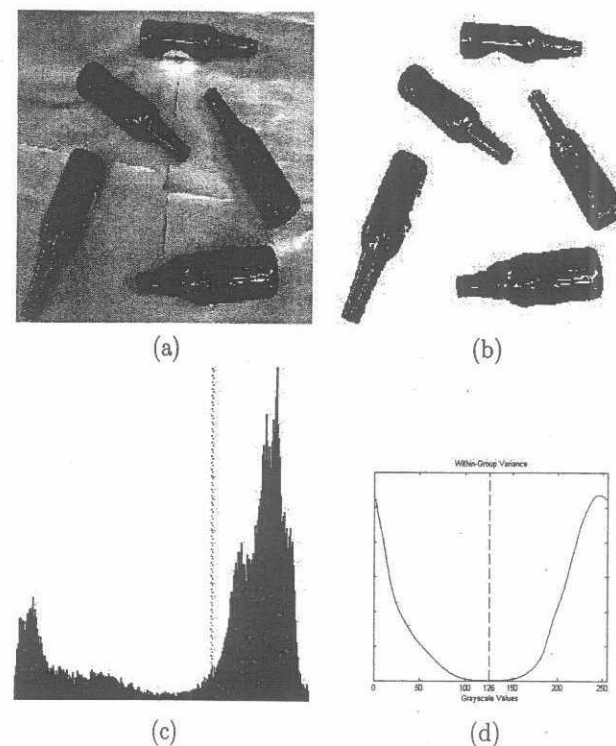 (a)
(b)
Within-Group Variance
0 50 100 126 150 200 250
Grayscale Values
(c)
(d)